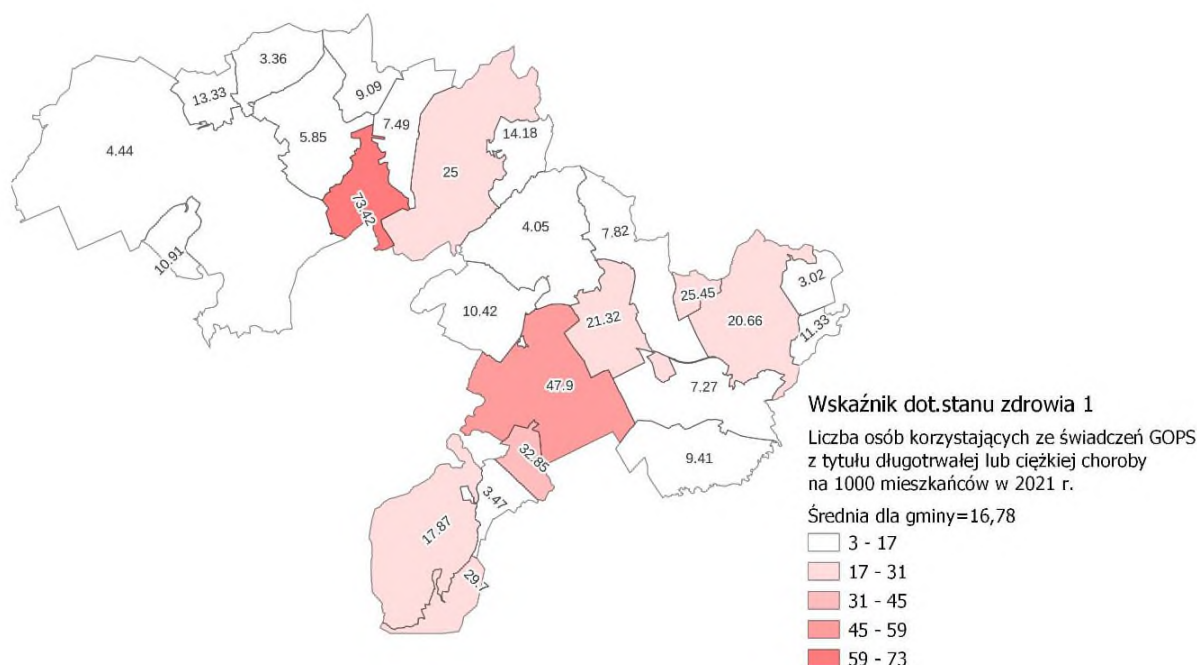 3.36
13.33
9.09
7.49
5.85
14.18
4.44
25
73.42
4.05
7.82
10.91
3.02
25.45
10.42
21.32
20.66
11.33
47.9
7.27
Wskaźnik dot.stanu zdrowia 1
Liczba osób korzystających ze świadczeń GOPS
z tytułu długotrwałej lub ciężkiej choroby
na 1000 mieszkańców w 2021 r.
32.85
9.41
3.47
17.87
29.7
Średnia dla gminy=16,78
3 - 17
17 - 31
31 - 45
45 - 59
59 - 73